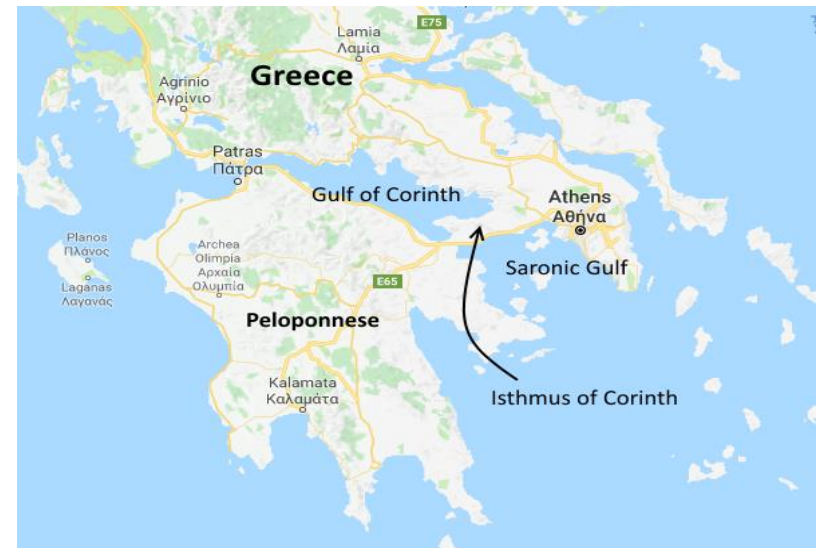 E75
Lamia
Λαμία
Greece
Agrinio
Αγρίνιο
Patras
Πάτρα
Gulf of Corinth
Athens
Αθήνα
Planos
Πλάνος
Laganas
Λαγανάς
Archea
Olimpia
Αρχαία
Ολυμπία
Saronic Gulf
E65
Peloponnese
Kalamata
Καλαμάτα
Isthmus of Corinth